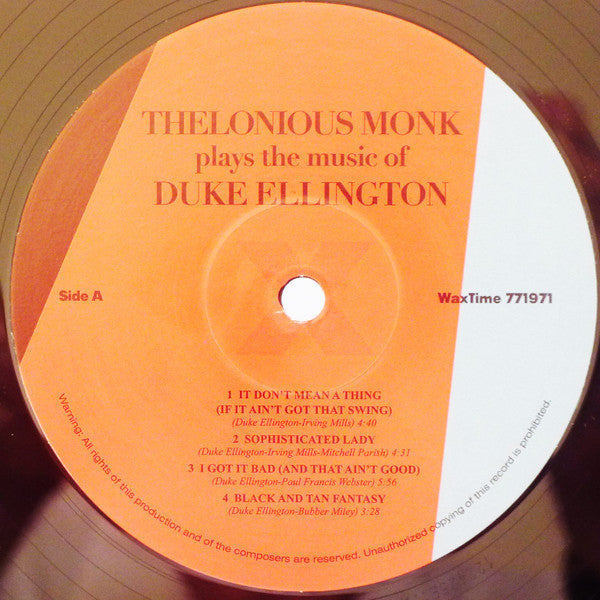 THELONIOUS MONK
plays the music of
DUKE ELLINGTON
Side A
WaxTime 771971
1 IT DON'T MEAN A THING
(IF IT AIN'T GOT THAT SWING)
(Duke Ellington-Irving Mills) 4:40
2 SOPHISTICATED LADY
(Duke Ellington-Irving Mills-Mitchell Parish) 4:31
3 I GOT IT BAD (AND THAT AIN'T GOOD)
(Duke Ellington-Paul Francis Webster) 5:56
4 BLACK AND TAN FANTASY
(Duke Ellington-Bubber Miley) 3:28
Warning: All rights of this production and of the composers are reserved. Unauthorized copying of this record is prohibited.